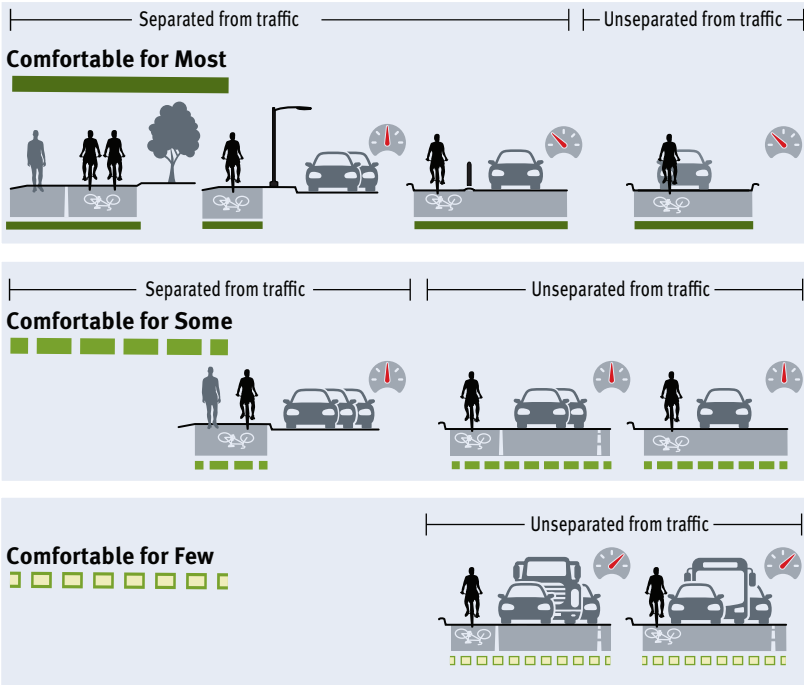 Separated from traffic
Unseparated from traffic
Comfortable for Most
Separated from traffic
Unseparated from traffic
Comfortable for Some
Unseparated from traffic
Comfortable for Few